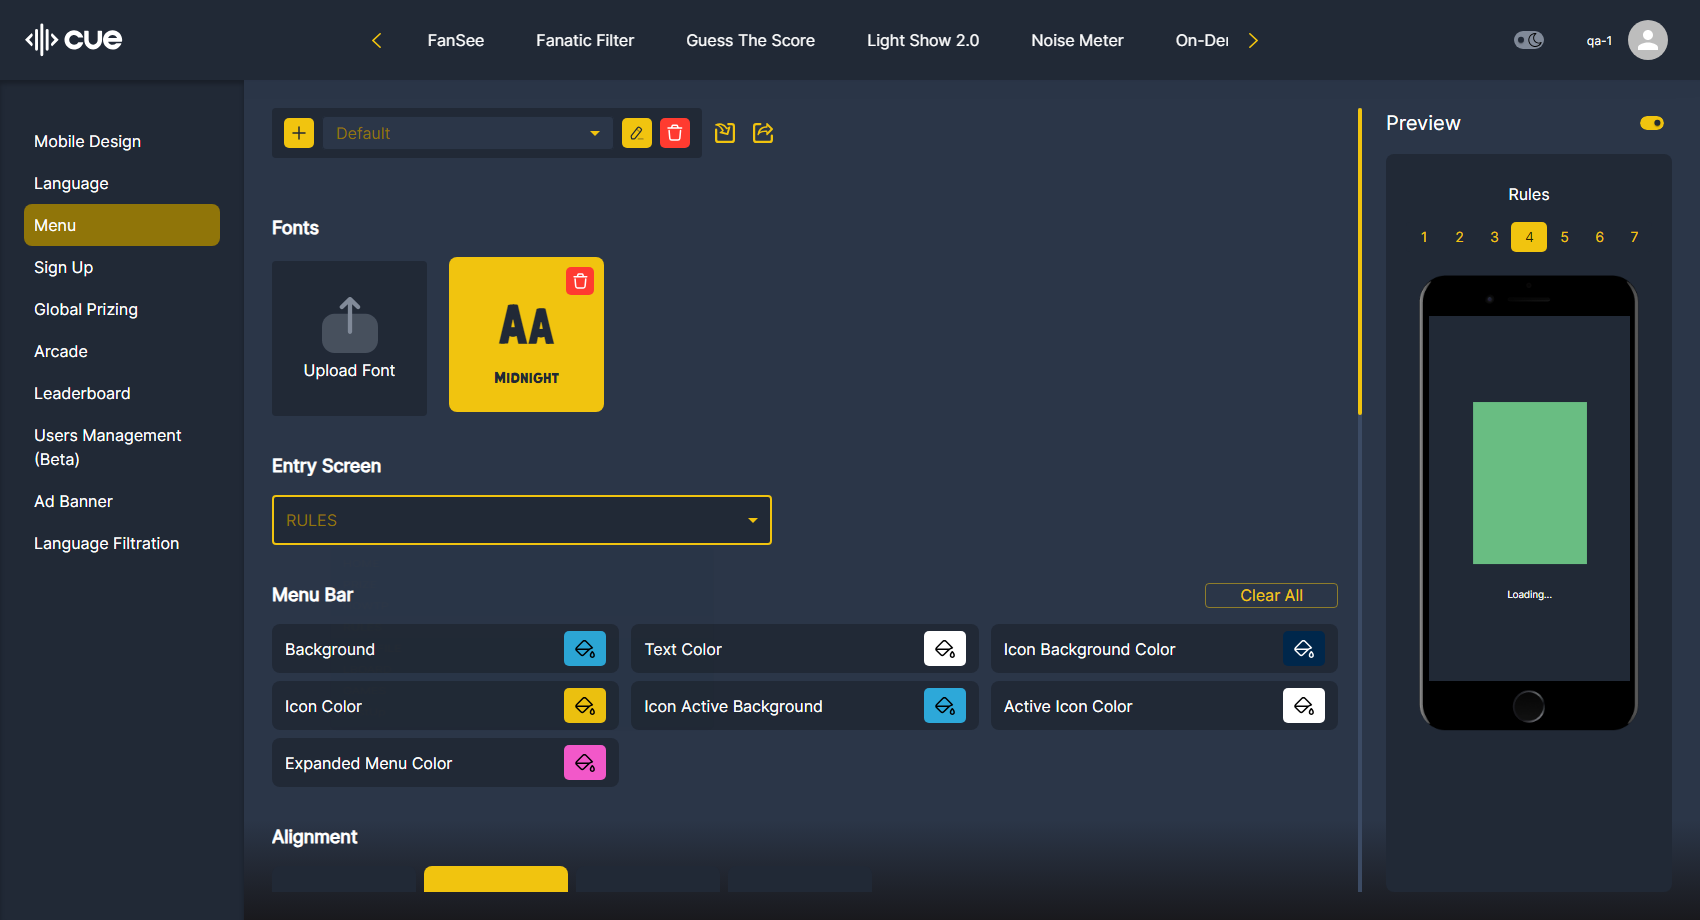 cue
FanSee
Fanatic Filter
Guess The Score
Light Show 2.0
Noise Meter
On-De
qa-1
Mobile Design
Language
Menu
Sign Up
Global Prizing
Arcade
Leaderboard
Users Management
(Beta)
Ad Banner
Language Filtration
Default
Fonts
Upload Font
AA
MIDNIGHT
Entry Screen
RULES
Menu Bar
Clear All
Background
Text Color
Icon Background Color
Icon Color
Icon Active Background
Active Icon Color
Expanded Menu Color
Alignment
Preview
Rules
1 2 3 4 5 6 7
Loading...